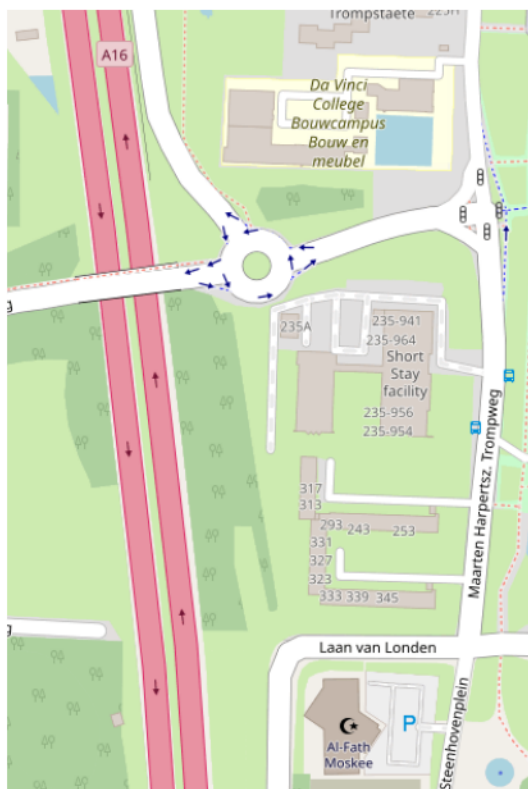 Trompstaete
A16
Da Vinci
College
Bouwcampus
Bouw en
meubel
235A
235-941
235-964
Short
Stay
facility
235-956
235-954
Maarten Harpertsz. Trompweg
317
313
293
243
253
331
327
323
333
339
345
Laan van Londen
P
Al-Fath
Moskee
Steenhovenplein